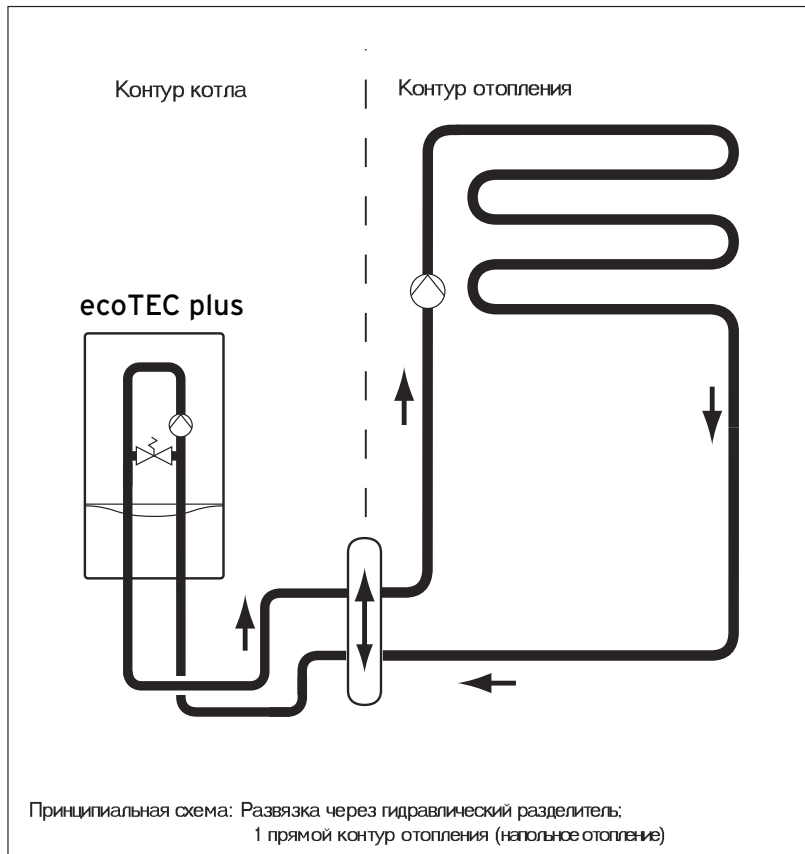 Контур котла
Контур отопления
ecoTEC plus
Принципиальная схема: Развязка через гидравлический разделитель;
1 прямой контур отопления (напольное отопление)